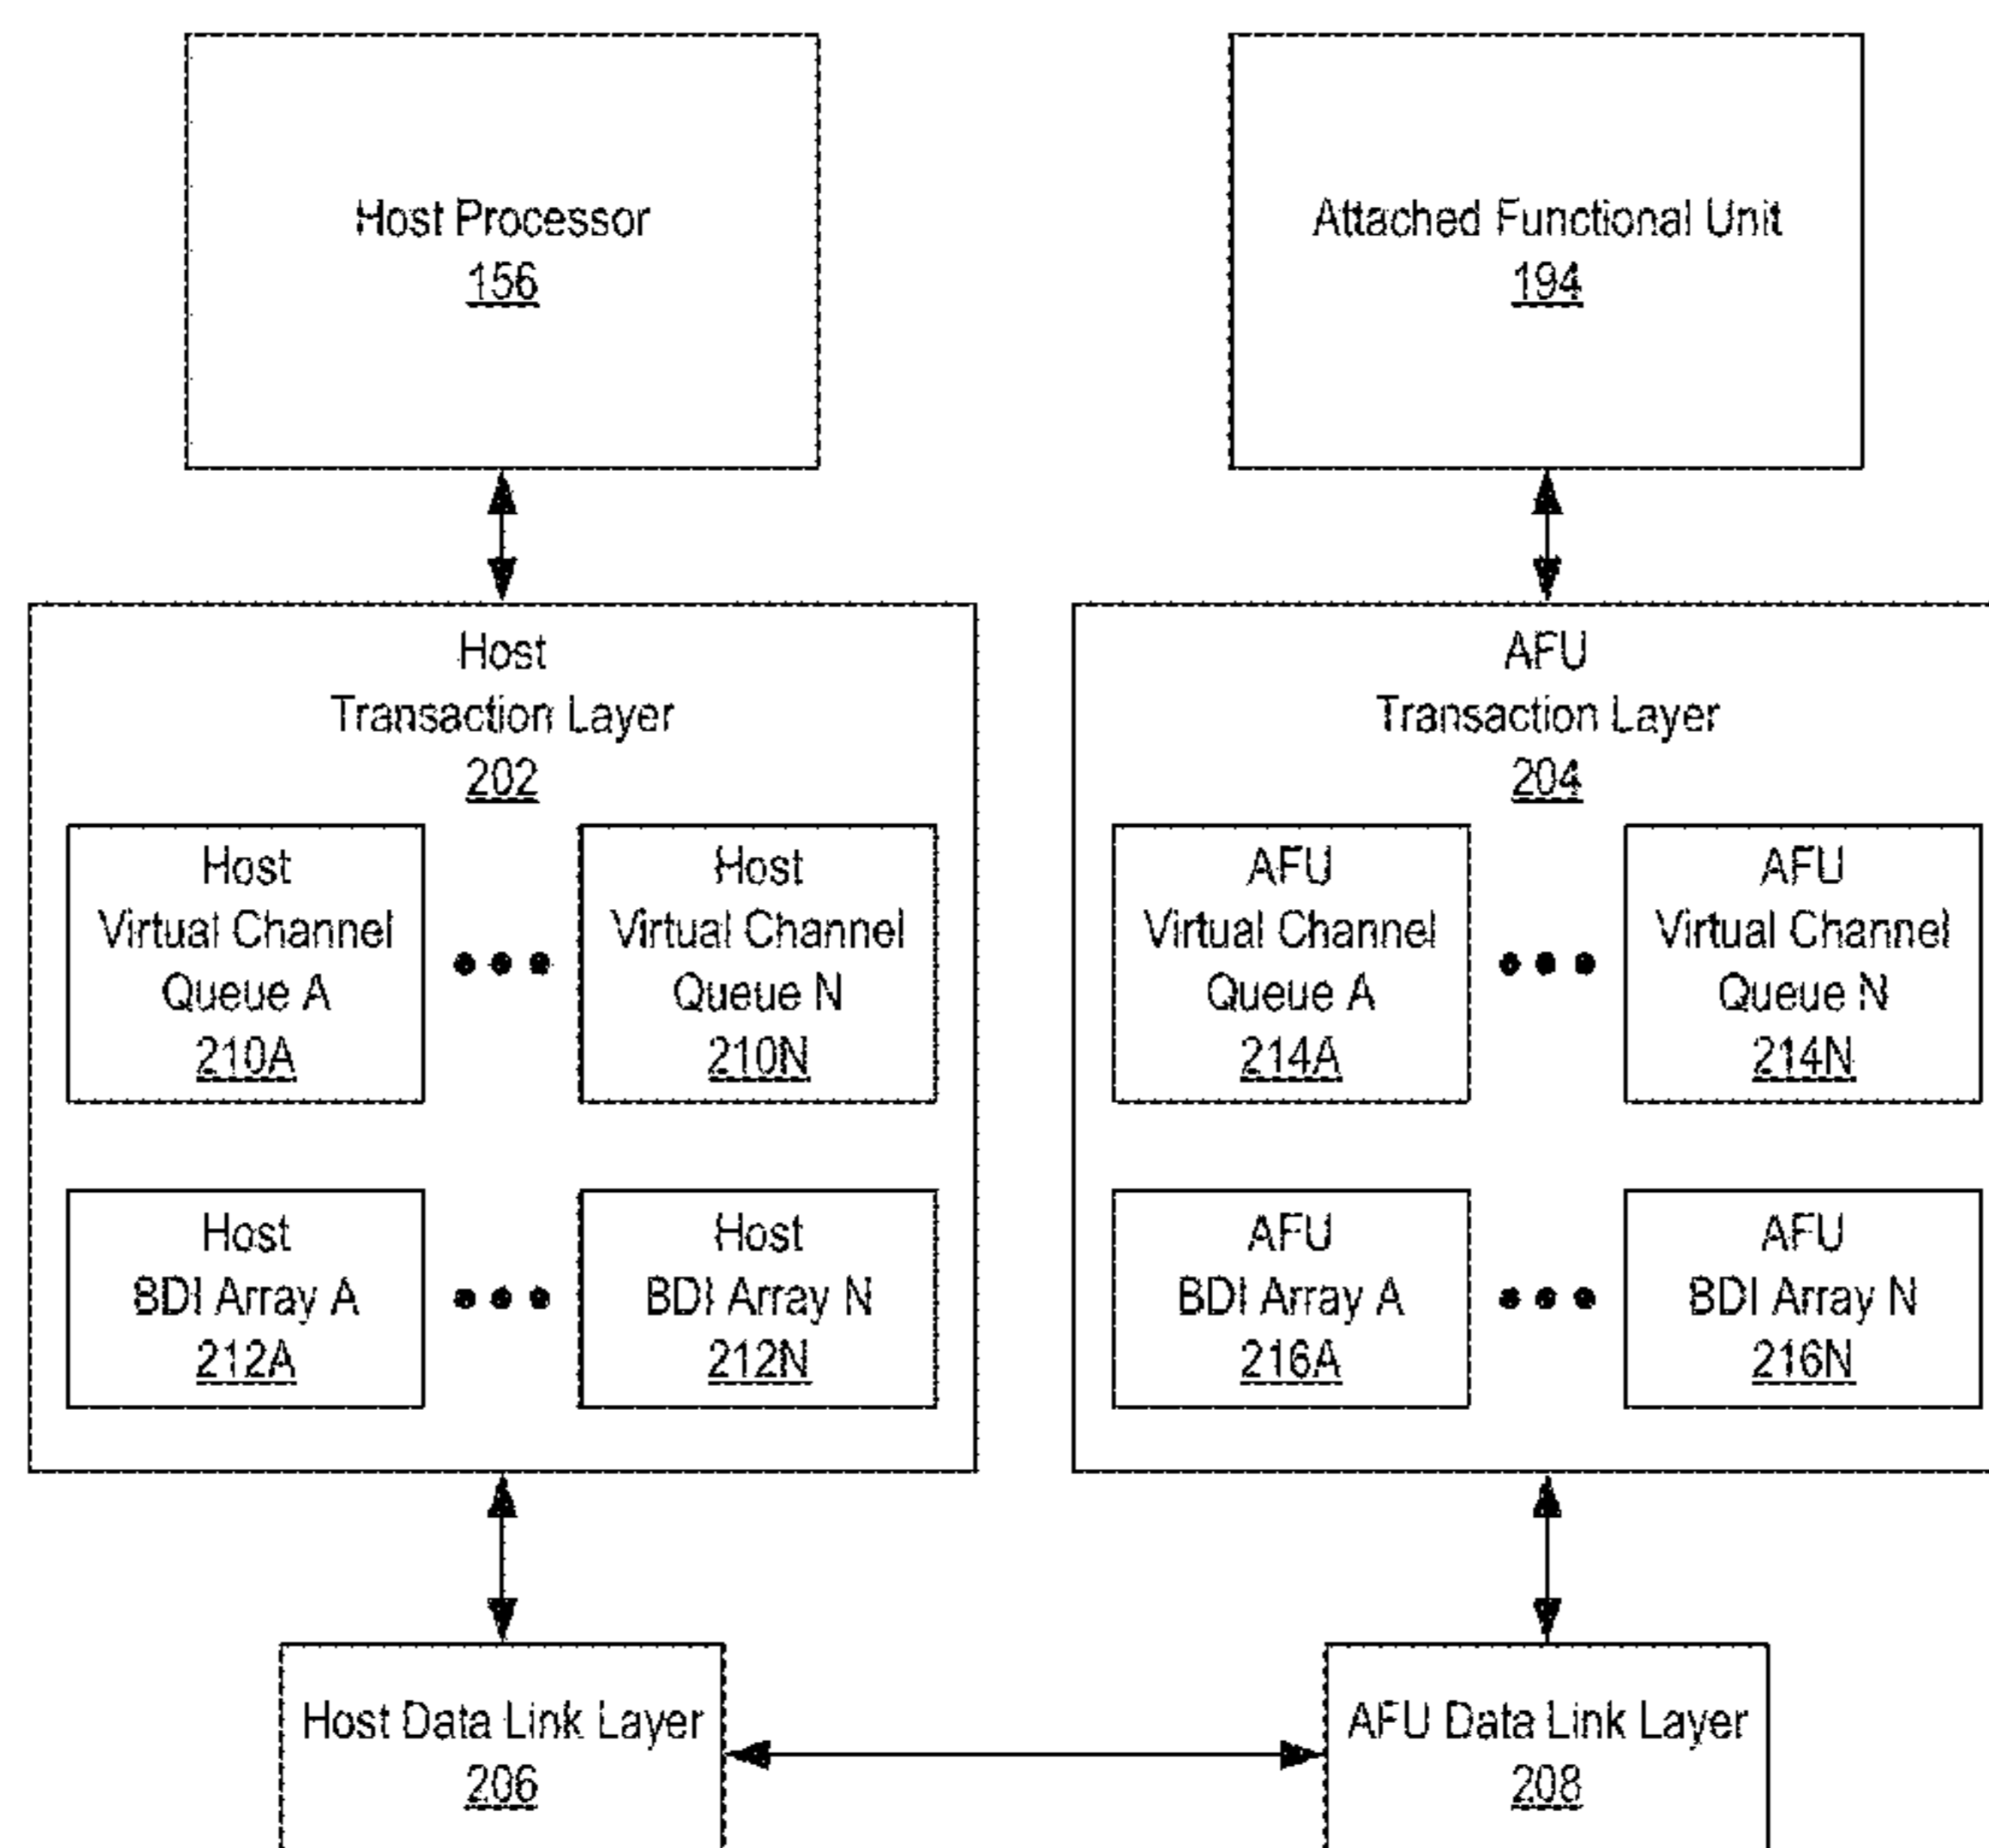 Host Processor
156
Attached Functional Unit
194
Host
Transaction Layer
202
Host
Virtual Channel
Queue A
210A
Host
Virtual Channel
Queue N
210N
Host
BDI Array A
212A
Host
BDI Array N
212N
AFU
Transaction Layer
204
AFU
Virtual Channel
Queue A
214A
AFU
Virtual Channel
Queue N
214N
AFU
BDI Array A
216A
AFU
BDI Array N
216N
Host Data Link Layer
206
AFU Data Link Layer
208